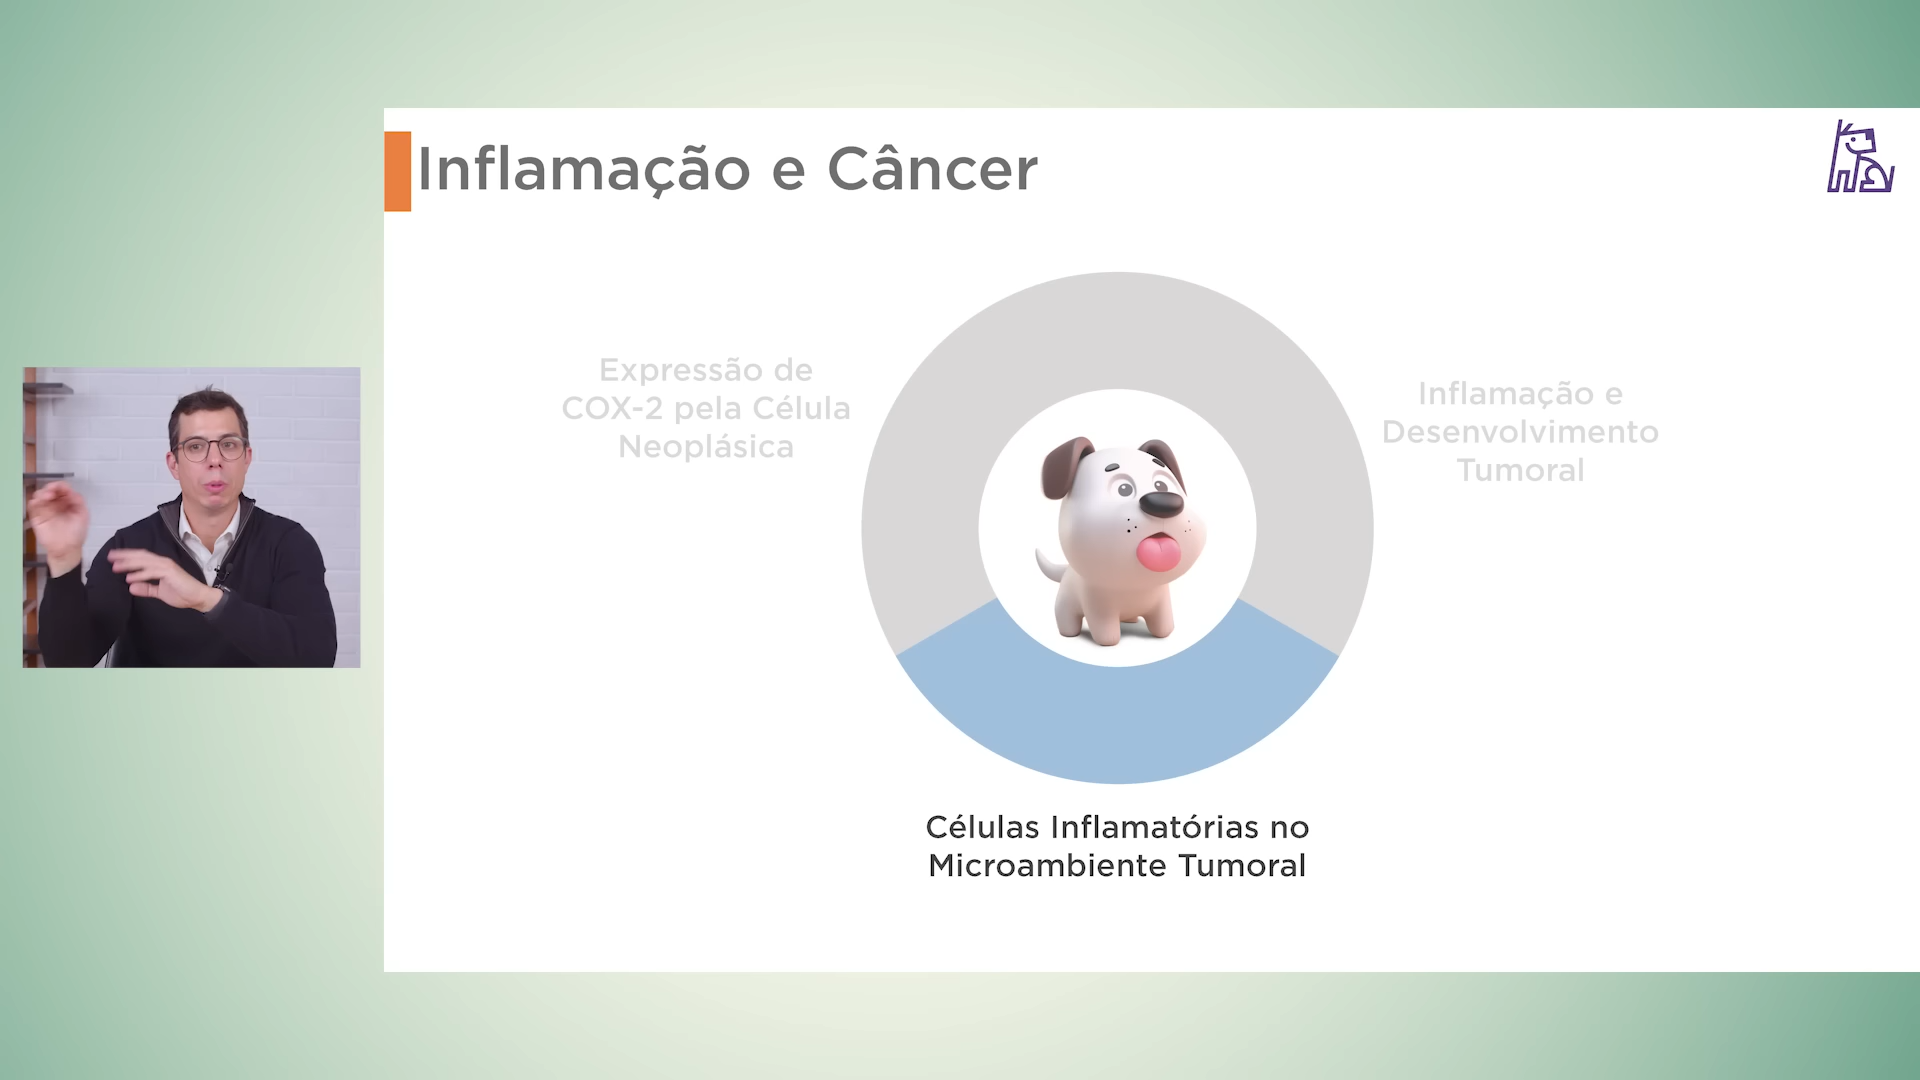 Inflamação e Câncer
Expressão de
COX-2 pela Célula
Neoplásica
Inflamação e
Desenvolvimento
Tumoral
Células Inflamatórias no
Microambiente Tumoral